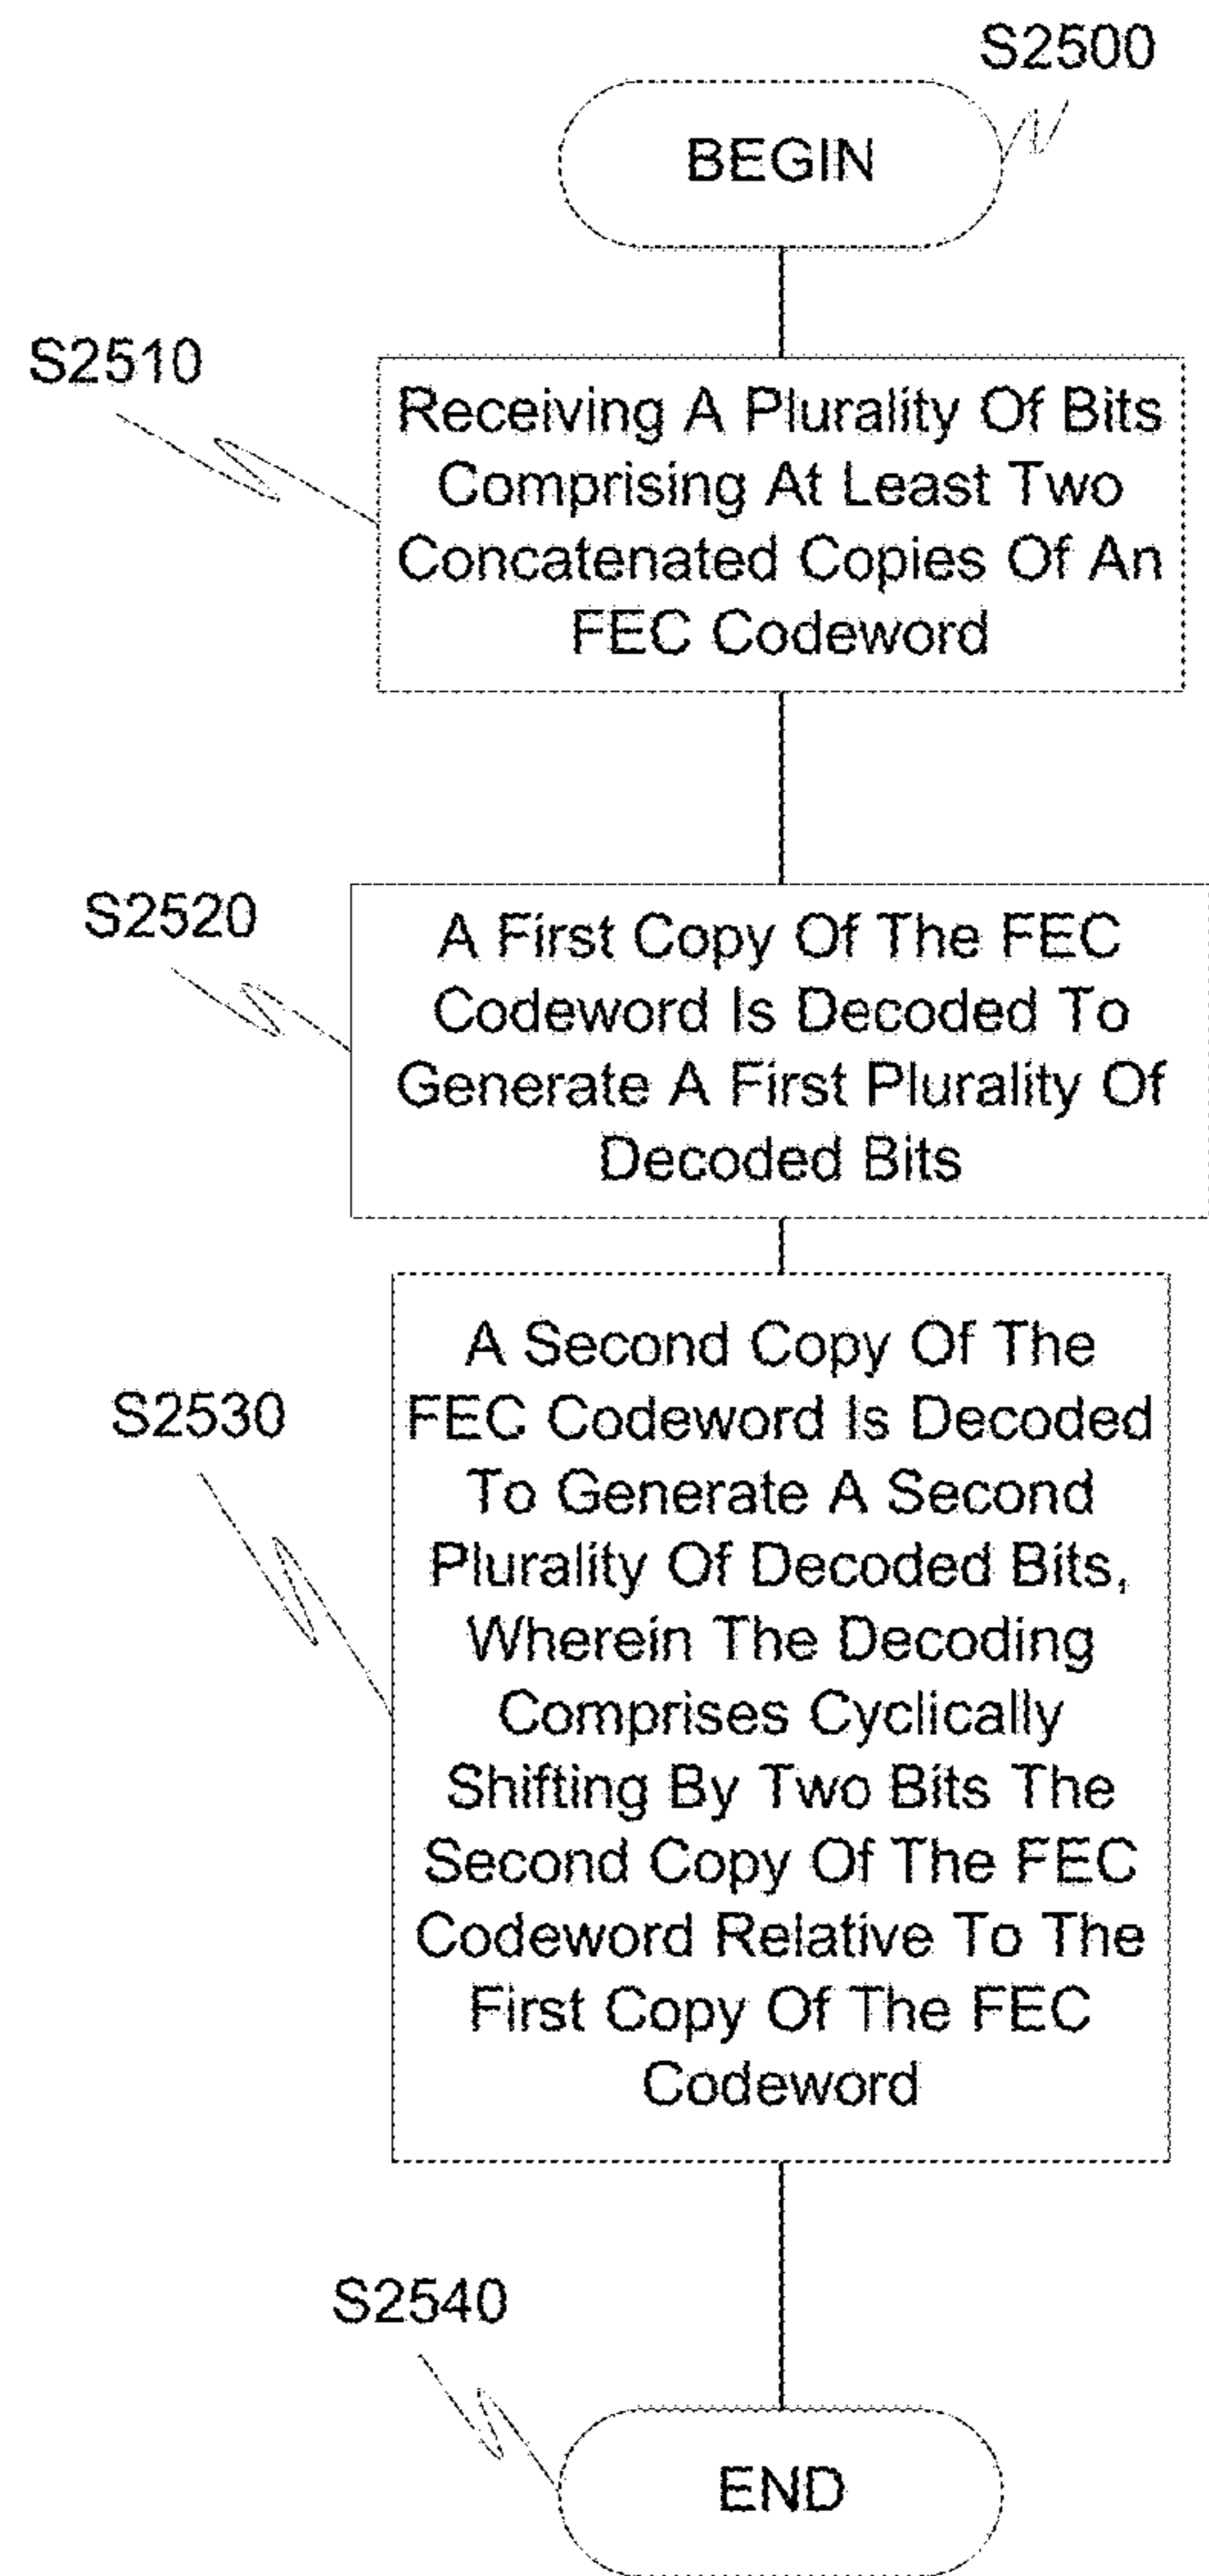 S2500
BEGIN
S2510
Receiving A Plurality Of Bits
Comprising At Least Two
Concatenated Copies Of An
FEC Codeword
S2520
A First Copy Of The FEC
Codeword Is Decoded To
Generate A First Plurality Of
Decoded Bits
S2530
A Second Copy Of The
FEC Codeword Is Decoded
To Generate A Second
Plurality Of Decoded Bits,
Wherein The Decoding
Comprises Cyclically
Shifting By Two Bits The
Second Copy Of The FEC
Codeword Relative To The
First Copy Of The FEC
Codeword
S2540
END